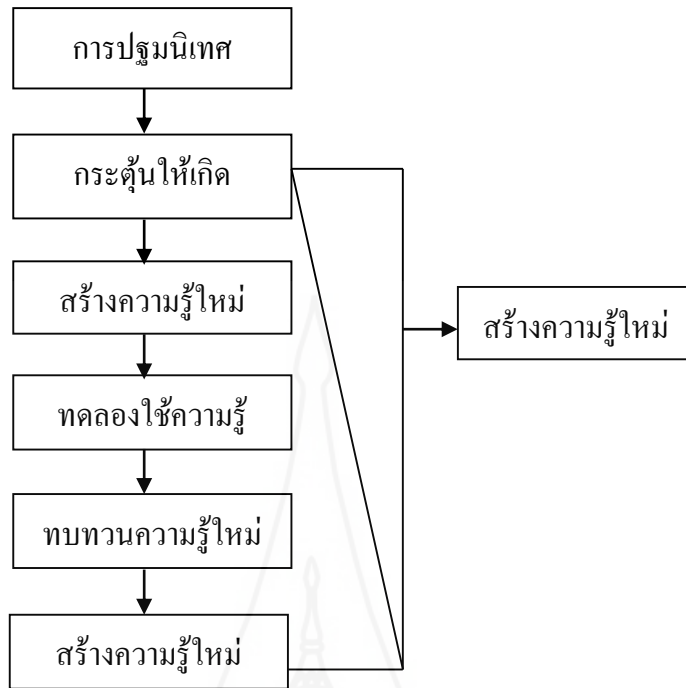 การปฐมนิเทศ
กระตุ้นให้เกิด
สร้างความรู้ใหม่
ทดลองใช้ความรู้
ทบทวนความรู้ใหม่
สร้างความรู้ใหม่
สร้างความรู้ใหม่